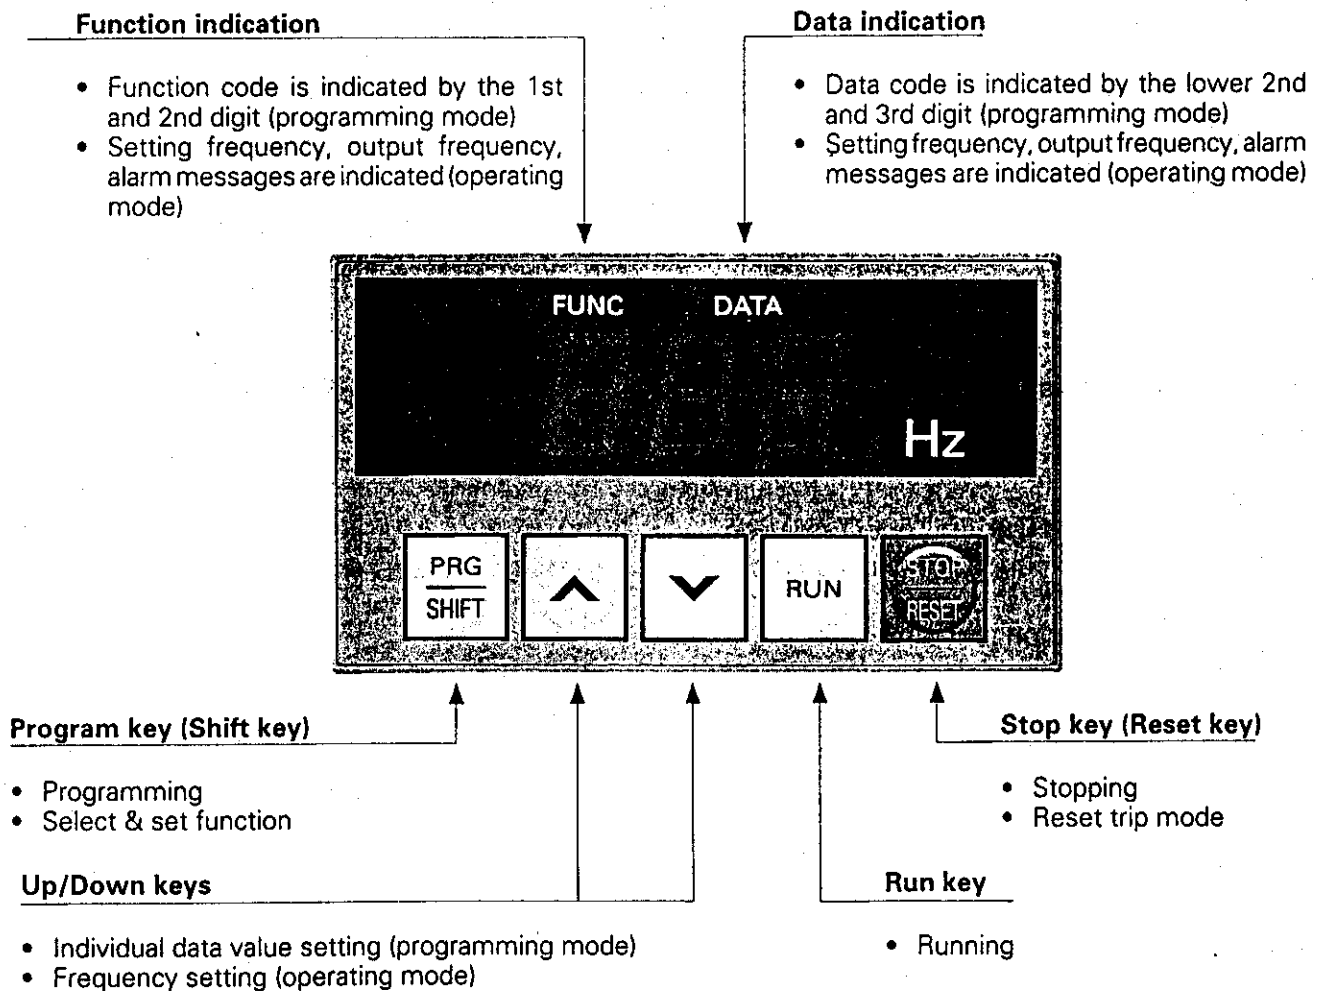 Function indication
• Function code is indicated by the 1st
and 2nd digit (programming mode)
• Setting frequency, output frequency,
alarm messages are indicated (operating
mode)
Data indication
• Data code is indicated by the lower 2nd
and 3rd digit (programming mode)
• Setting frequency, output frequency, alarm
messages are indicated (operating mode)
FUNC DATA
Hz
PRG
SHIFT
RUN
STOP
RESET
Program key (Shift key)
• Programming
• Select & set function
Stop key (Reset key)
• Stopping
• Reset trip mode
Up/Down keys
• Individual data value setting (programming mode)
• Frequency setting (operating mode)
Run key
• Running